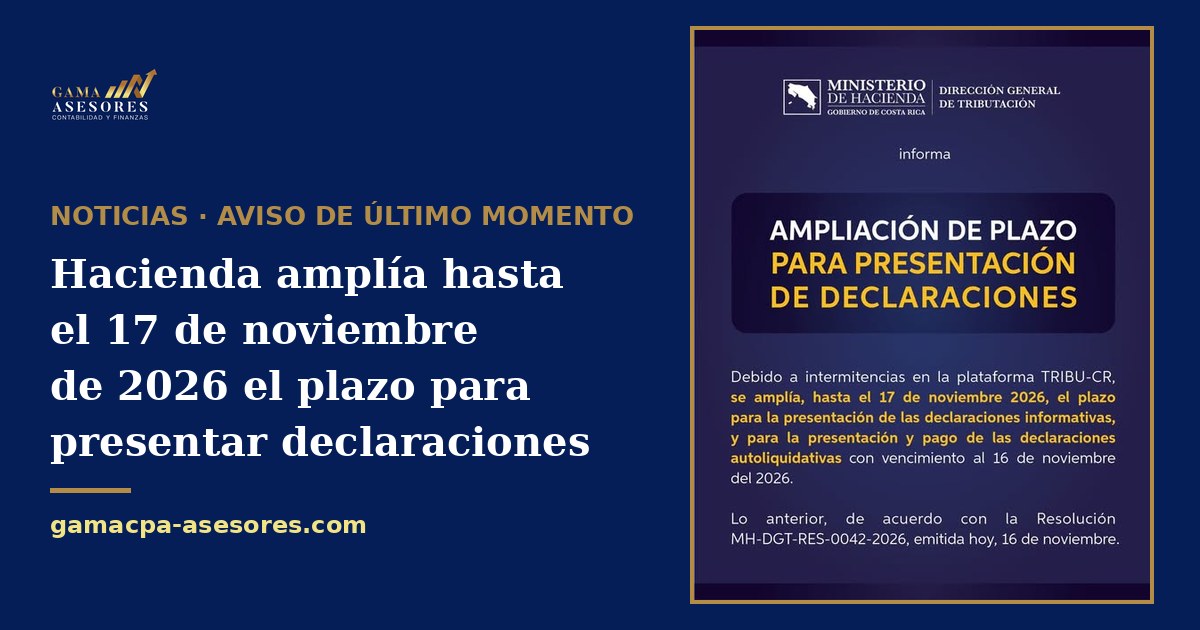 GAMA
ASESORES
CONTABILIDAD Y FINANZAS
NOTICIAS · AVISO DE ÚLTIMO MOMENTO
Hacienda amplía hasta
el 17 de noviembre
de 2026 el plazo para
presentar declaraciones
gamacpa-asesores.com
MINISTERIO
DE HACIENDA
GOBIERNO DE COSTA RICA
DIRECCIÓN GENERAL
DE TRIBUTACIÓN
informa
AMPLIACIÓN DE PLAZO
PARA PRESENTACIÓN
DE DECLARACIONES
Debido a intermitencias en la plataforma TRIBU-CR,
se amplía, hasta el 17 de noviembre 2026, el plazo
para la presentación de las declaraciones informativas,
y para la presentación y pago de las declaraciones
autoliquidativas con vencimiento al 16 de noviembre
del 2026.
Lo anterior, de acuerdo con la Resolución
MH-DGT-RES-0042-2026, emitida hoy, 16 de noviembre.